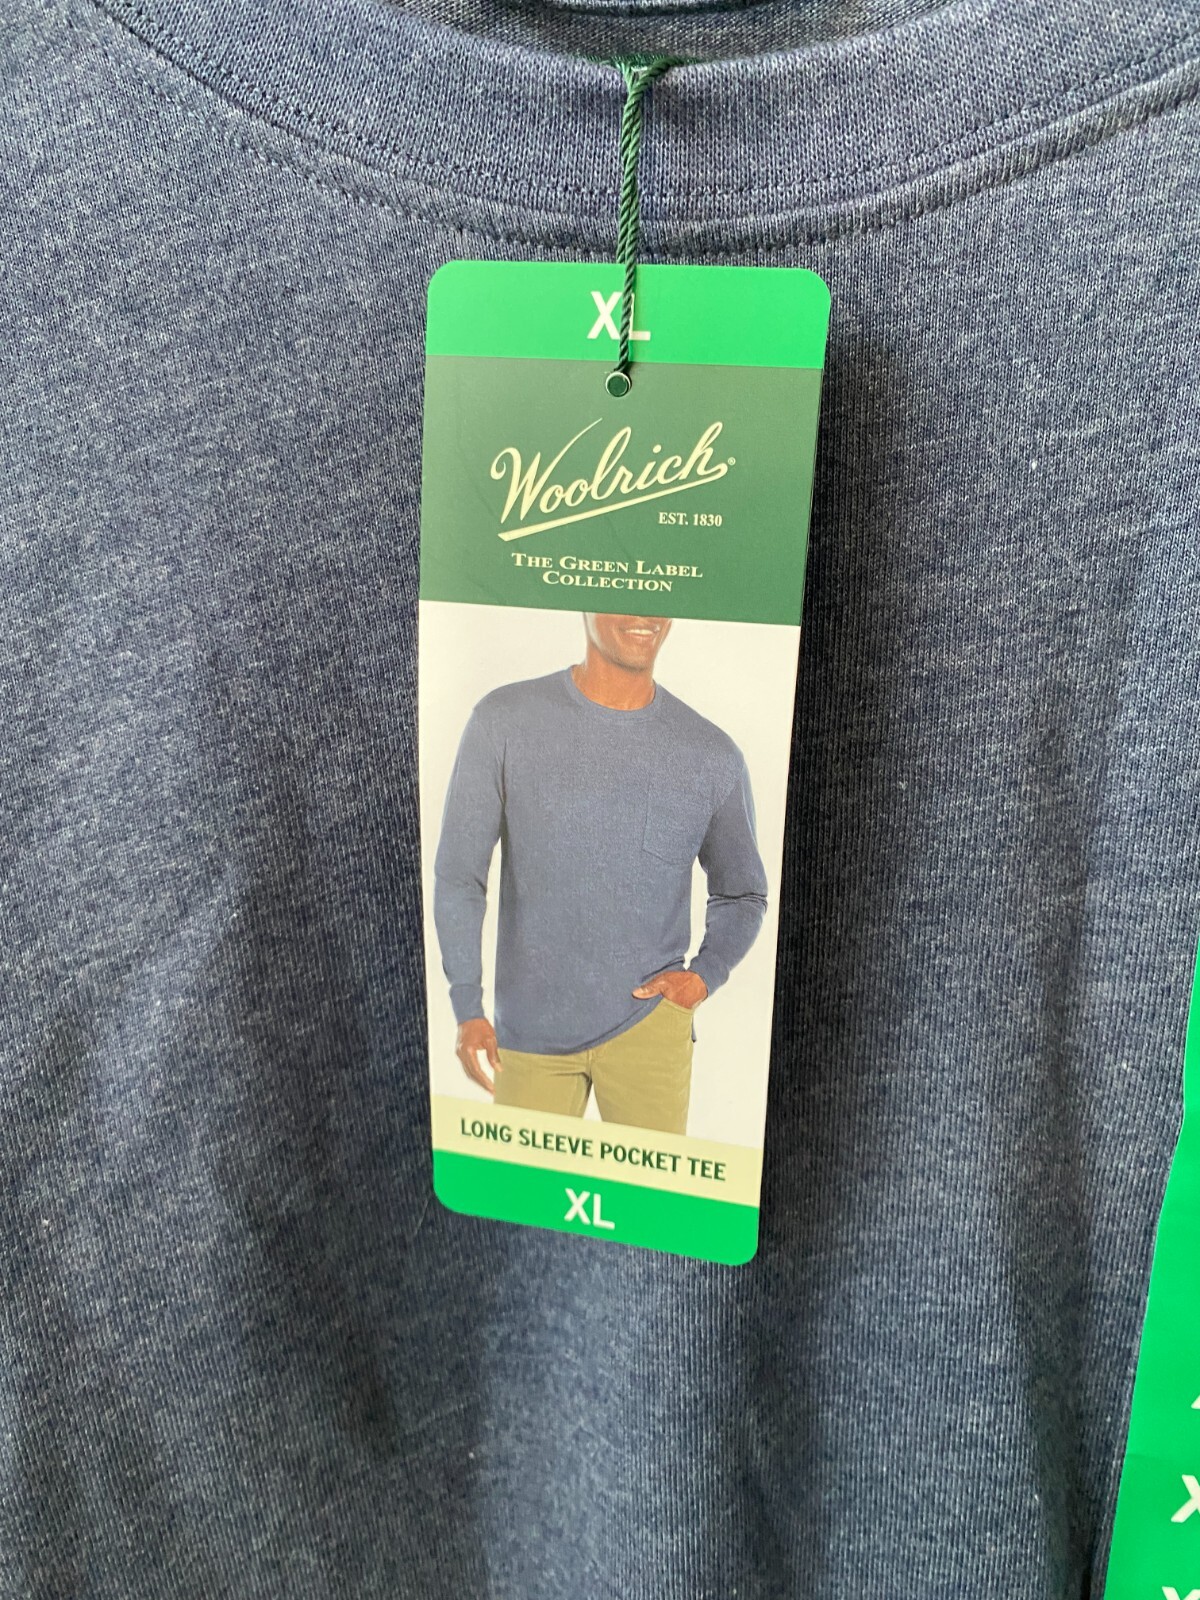 XL
Woolrich®
EST. 1830
THE GREEN LABEL
COLLECTION
LONG SLEEVE POCKET TEE
XL
X